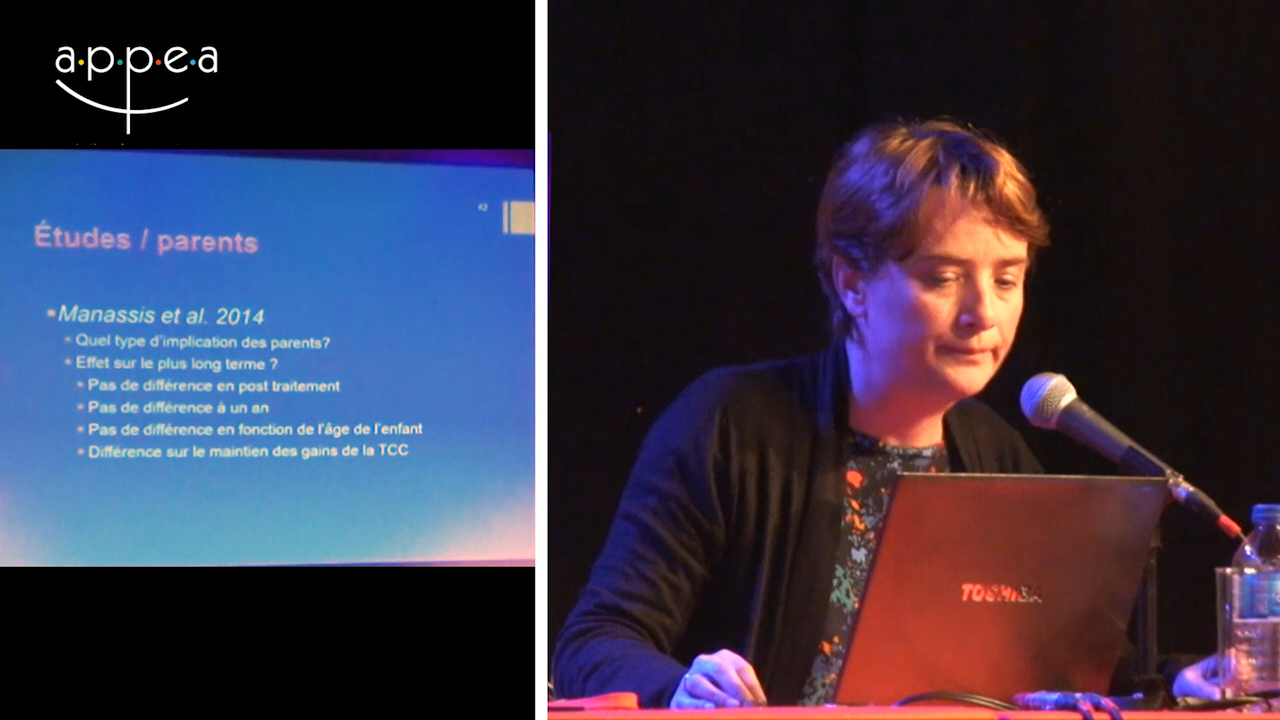 a.p.p.e.a
42
Études / parents
Manassis et al. 2014
Quel type d'implication des parents?
Effet sur le plus long terme ?
Pas de différence en post traitement
Pas de différence à un an
Pas de différence en fonction de l'âge de l'enfant
Différence sur le maintien des gains de la TCC
TOSHIBA